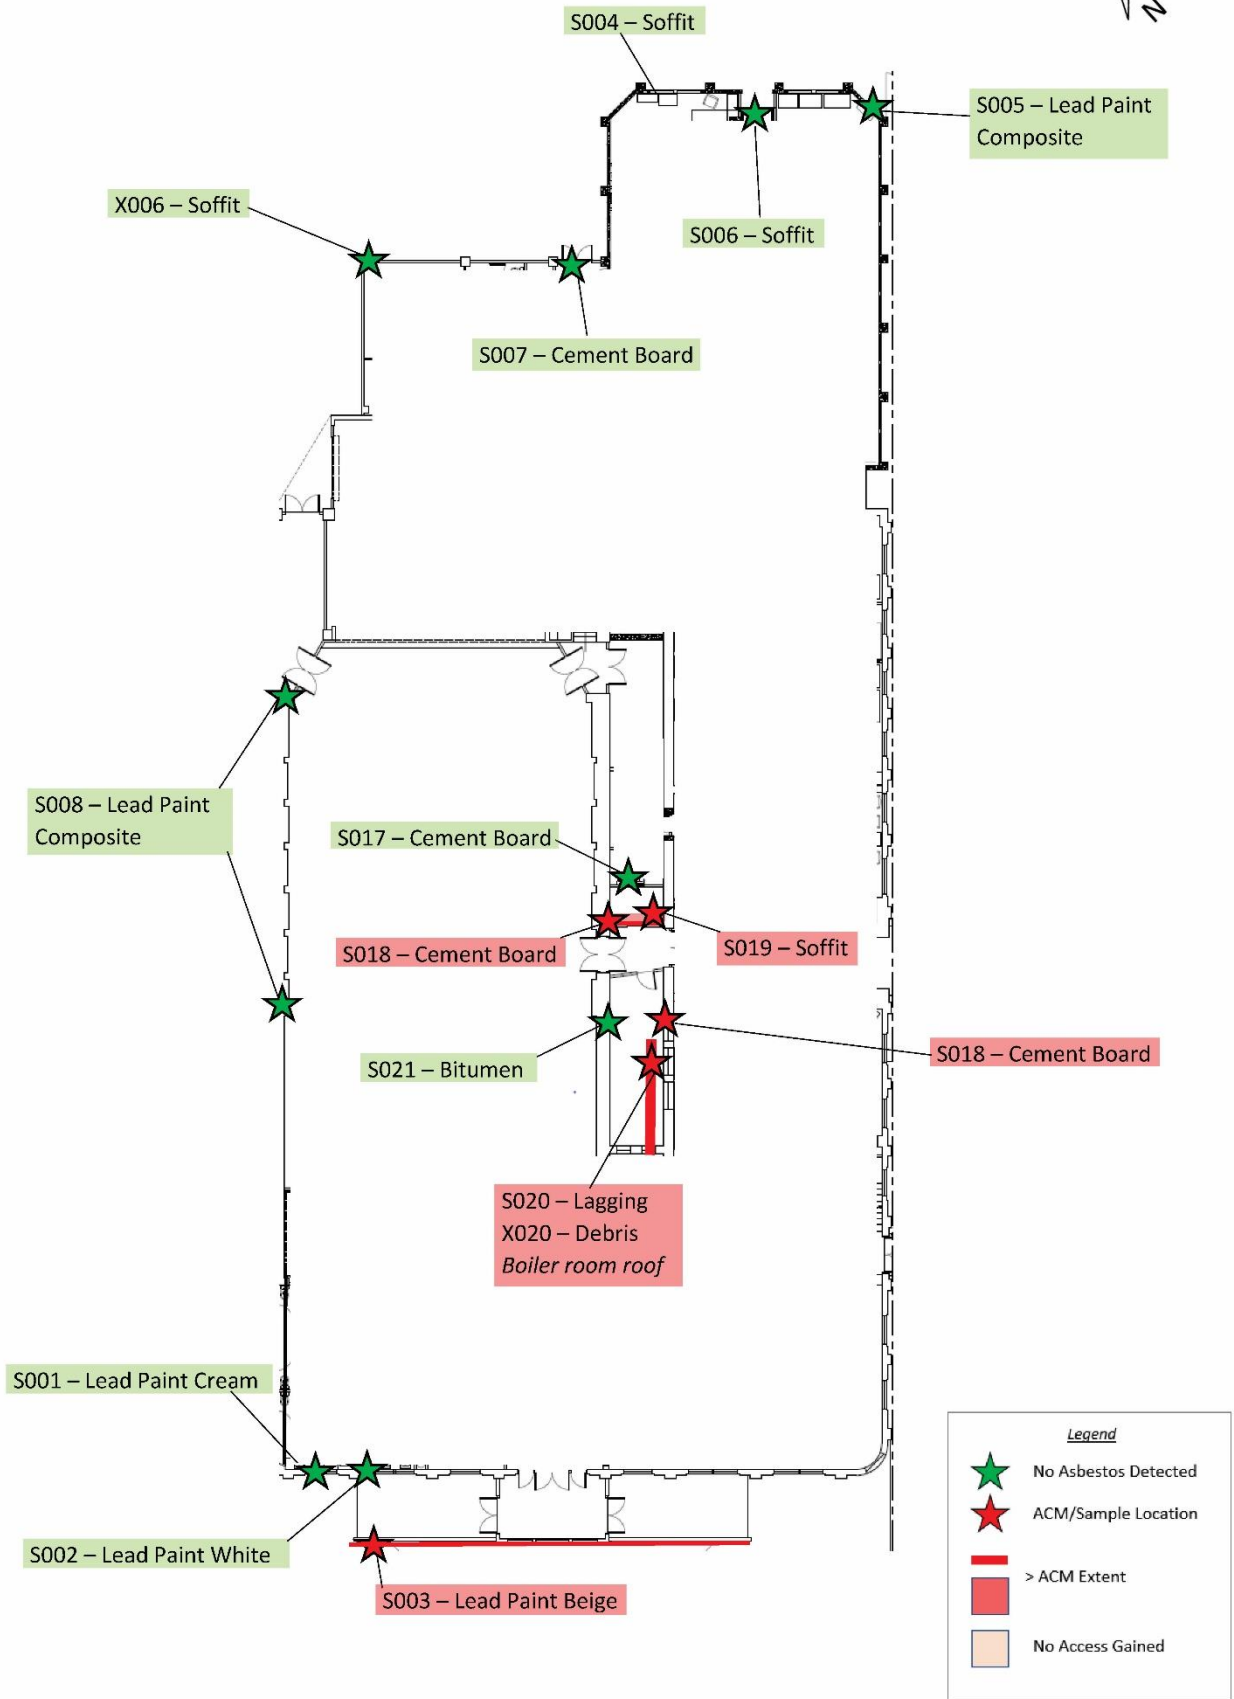 S004 – Soffit
N
S005 – Lead Paint
Composite
X006 – Soffit
S006 – Soffit
S007 – Cement Board
S008 – Lead Paint
Composite
S017 – Cement Board
S018 – Cement Board
S019 – Soffit
S021 – Bitumen
S018 – Cement Board
S020 – Lagging
X020 – Debris
Boiler room roof
S001 – Lead Paint Cream
S002 – Lead Paint White
S003 – Lead Paint Beige
Legend
No Asbestos Detected
ACM/Sample Location
> ACM Extent
No Access Gained